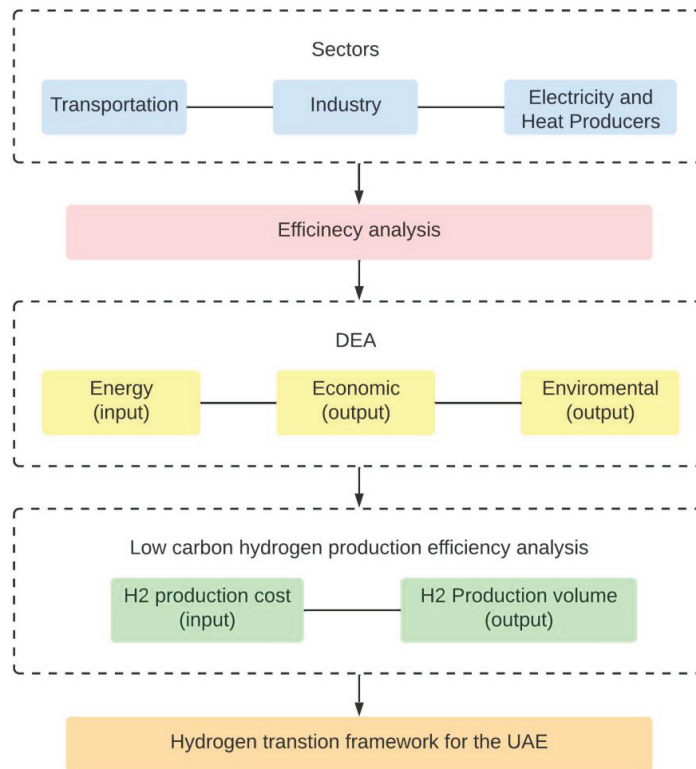 Sectors
Transportation
Industry
Electricity and
Heat Producers
Efficinecy analysis
DEA
Energy
(input)
Economic
(output)
Enviromental
(output)
Low carbon hydrogen production efficiency analysis
H2 production cost
(input)
H2 Production volume
(output)
Hydrogen transtion framework for the UAE